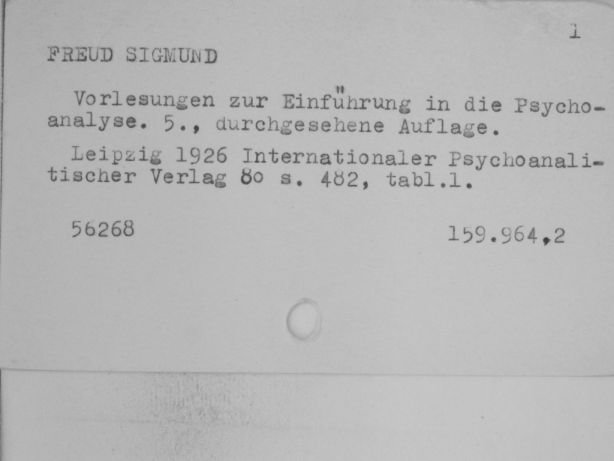 1
FREUD SIGMUND
Vorlesungen zur Einführung in die Psycho-
analyse. 5., durchgesehene Auflage.
Leipzig 1926 Internationaler Psychoanali-
tischer Verlag 8o s. 482, tabl.1.
56268 159.964,2